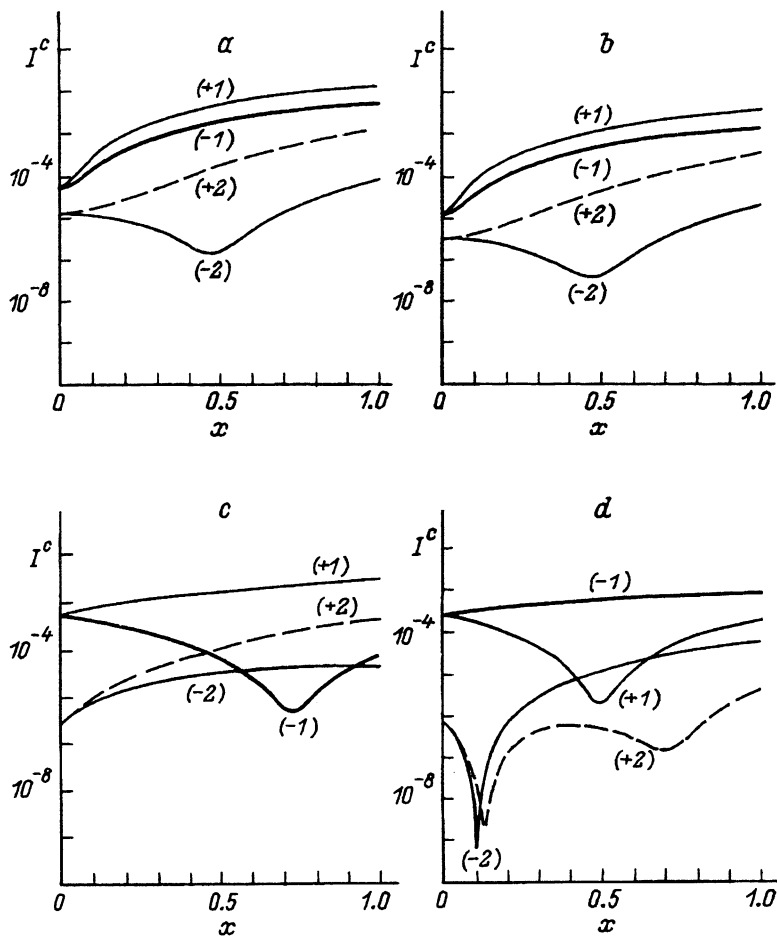 a
I^c
(+1)
(-1)
10^-4
(+2)
(-2)
10^-8
0 0.5 1.0
x
b
I^c
(+1)
(-1)
10^-4
(+2)
(-2)
10^-8
0 0.5 1.0
x
c
I^c
(+1)
(+2)
10^-4
(-2)
(-1)
10^-8
0 0.5 1.0
x
d
I^c
(-1)
10^-4
(+1)
(+2)
10^-8
(-2)
0 0.5 1.0
x